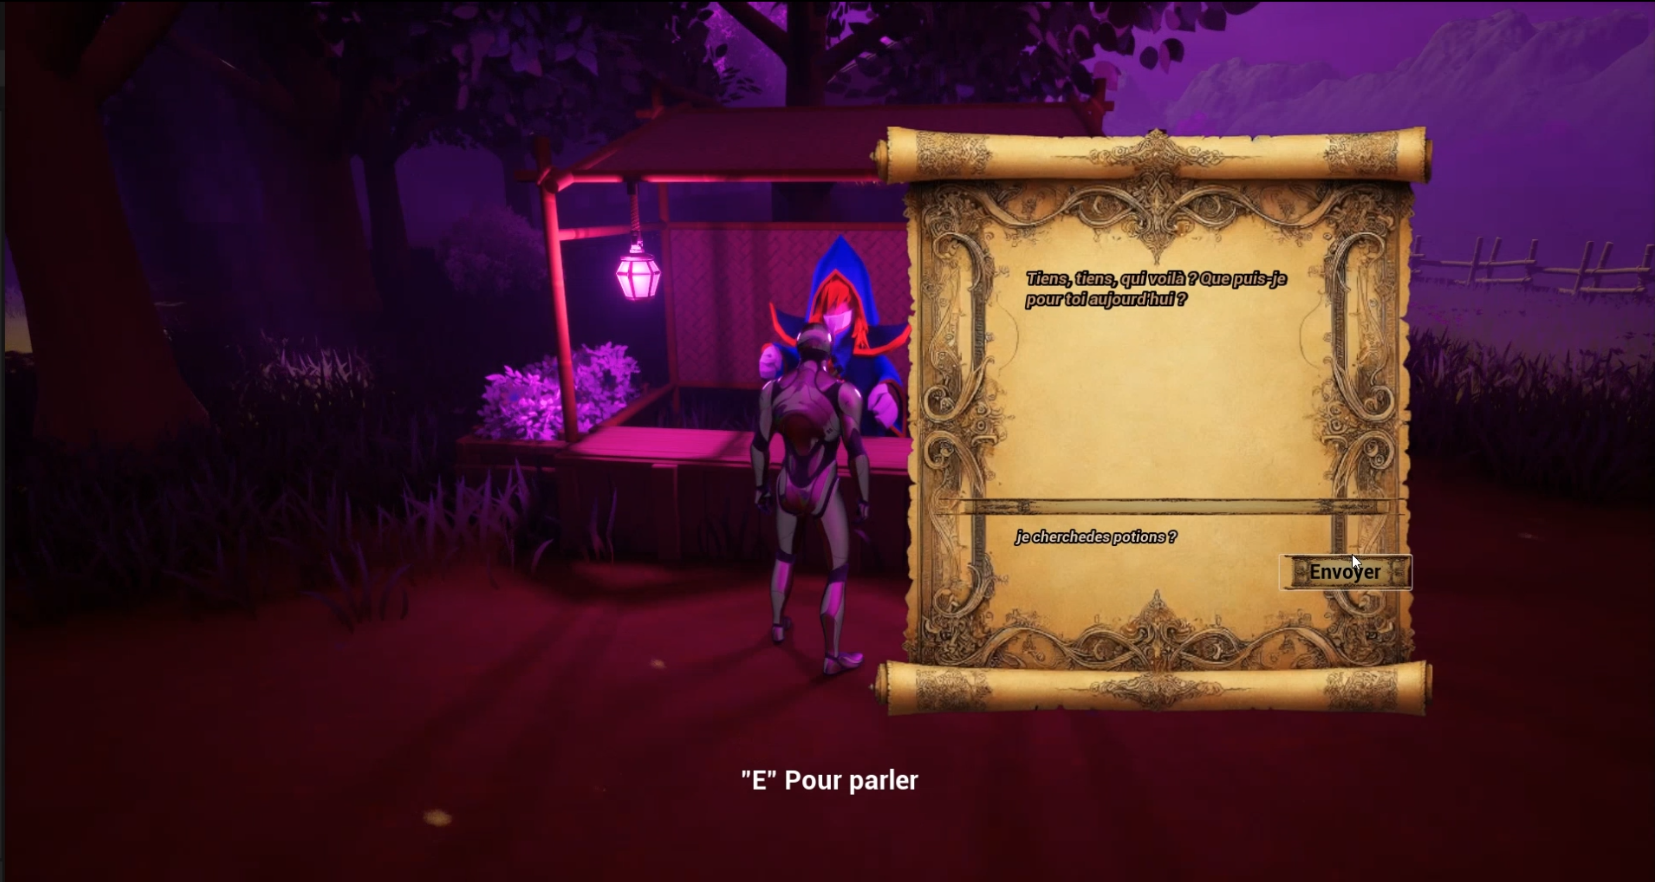 Tiens, tiens, qui voilà ? Que puis-je
pour toi aujourd'hui ?
je cherchedes potions ?
Envoyer
"E" Pour parler